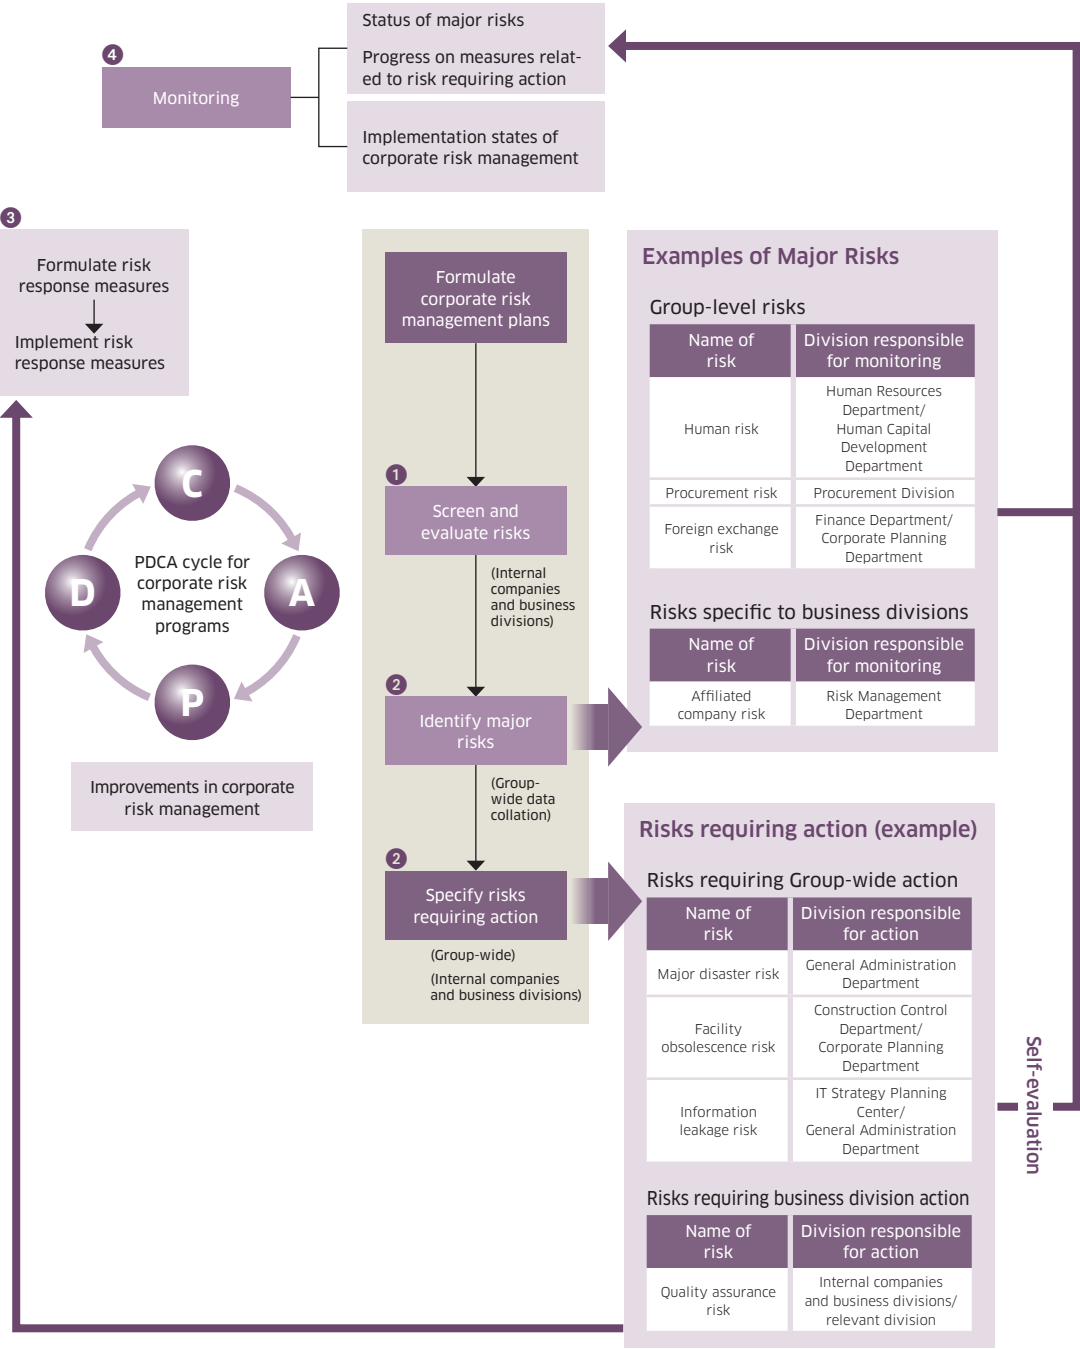 4
Monitoring
Status of major risks
Progress on measures relat-
ed to risk requiring action
Implementation states of
corporate risk management
3
Formulate risk
response measures
Implement risk
response measures
C
D
A
P
PDCA cycle for
corporate risk
management
programs
Improvements in corporate
risk management
Formulate
corporate risk
management plans
1
Screen and
evaluate risks
(Internal
companies
and business
divisions)
2
Identify major
risks
(Group-
wide data
collation)
2
Specify risks
requiring action
(Group-wide)
(Internal companies
and business divisions)
Examples of Major Risks
Group-level risks
Name of
risk
Division responsible
for monitoring
Human risk
Human Resources
Department/
Human Capital
Development
Department
Procurement risk
Procurement Division
Foreign exchange
risk
Finance Department/
Corporate Planning
Department
Risks specific to business divisions
Name of
risk
Division responsible
for monitoring
Affiliated
company risk
Risk Management
Department
Risks requiring action (example)
Risks requiring Group-wide action
Name of
risk
Division responsible
for action
Major disaster risk
General Administration
Department
Facility
obsolescence risk
Construction Control
Department/
Corporate Planning
Department
Information
leakage risk
IT Strategy Planning
Center/
General Administration
Department
Risks requiring business division action
Name of
risk
Division responsible
for action
Quality assurance
risk
Internal companies
and business divisions/
relevant division
Self-evaluation